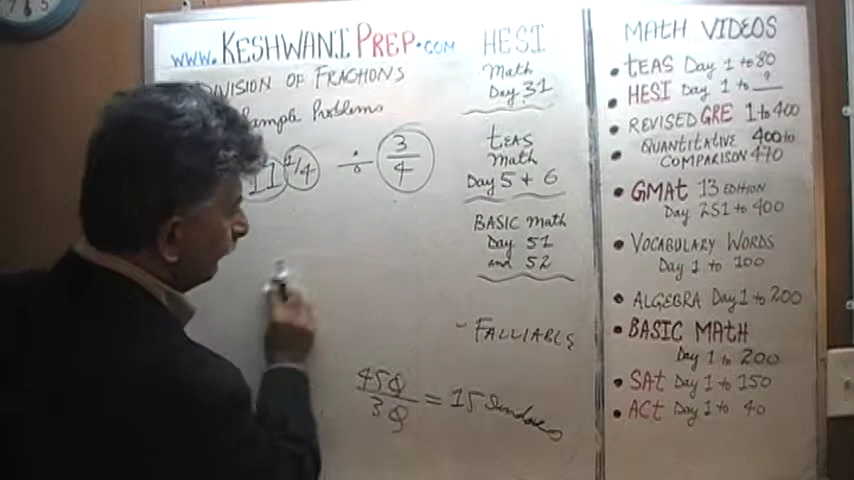 www.KESHWANIPREP.COM
DIVISION OF FRACTIONS
Sample Problems
11 1/4 ÷ 3/4
450/30 = 15
HESI
Math
Day 31
tEAS
Math
Day 5 + 6
BASIC Math
Day 51
and 52
- FALLIABLE
MATH VIDEOS
• tEAS Day 1 to 80
• HESI Day 1 to ?
• REVISED GRE 1 to 400
• QUANTITATIVE 400 to
COMPARISON 470
• GMAt 13 EDITION
Day 251 to 400
• VOCABULARY WORDS
Day 1 to 100
• ALGEBRA Day 1 to 200
• BASIC MATH
Day 1 to 200
• SAt Day 1 to 150
• ACt Day 1 to 40